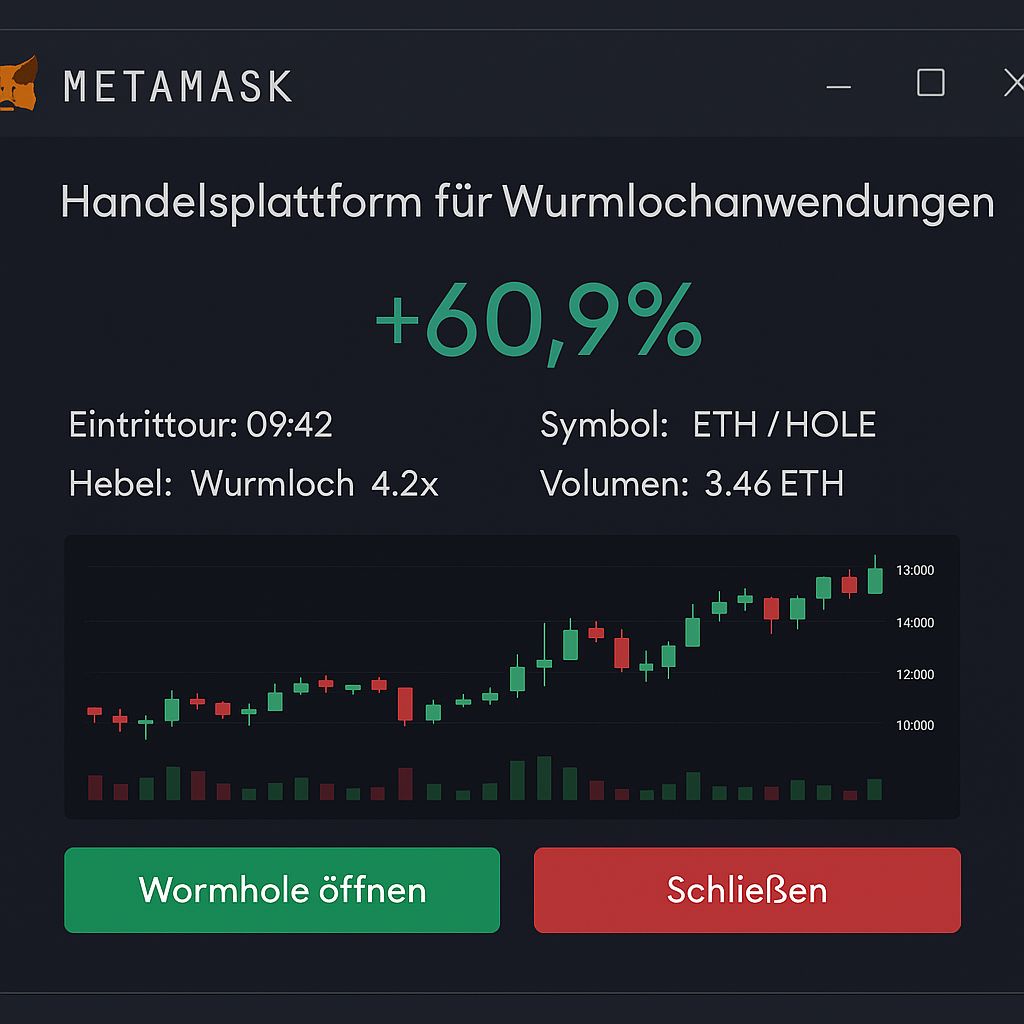 METAMASK
Handelsplattform für Wurmlochanwendungen
+60,9%
Eintrittour: 09:42
Symbol: ETH / HOLE
Hebel: Wurmloch 4.2x
Volumen: 3.46 ETH
13:000
14:000
12:000
10:000
Wormhole öffnen
Schließen